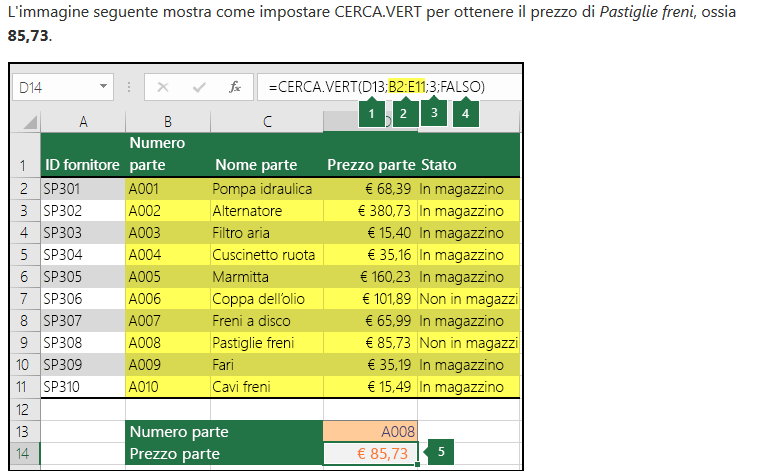 L'immagine seguente mostra come impostare CERCA.VERT per ottenere il prezzo di Pastiglie freni, ossia
85,73.
D14 fx =CERCA.VERT(D13;B2:E11;3;FALSO)
1 2 3 4
A B C D
Numero
1 ID fornitore parte Nome parte Prezzo parte Stato
2 SP301 A001 Pompa idraulica € 68,39 In magazzino
3 SP302 A002 Alternatore € 380,73 In magazzino
4 SP303 A003 Filtro aria € 15,40 In magazzino
5 SP304 A004 Cuscinetto ruota € 35,16 In magazzino
6 SP305 A005 Marmitta € 160,23 In magazzino
7 SP306 A006 Coppa dell'olio € 101,89 Non in magazzi
8 SP307 A007 Freni a disco € 65,99 In magazzino
9 SP308 A008 Pastiglie freni € 85,73 Non in magazzi
10 SP309 A009 Fari € 35,19 In magazzino
11 SP310 A010 Cavi freni € 15,49 In magazzino
12
13 Numero parte A008
14 Prezzo parte € 85,73 5